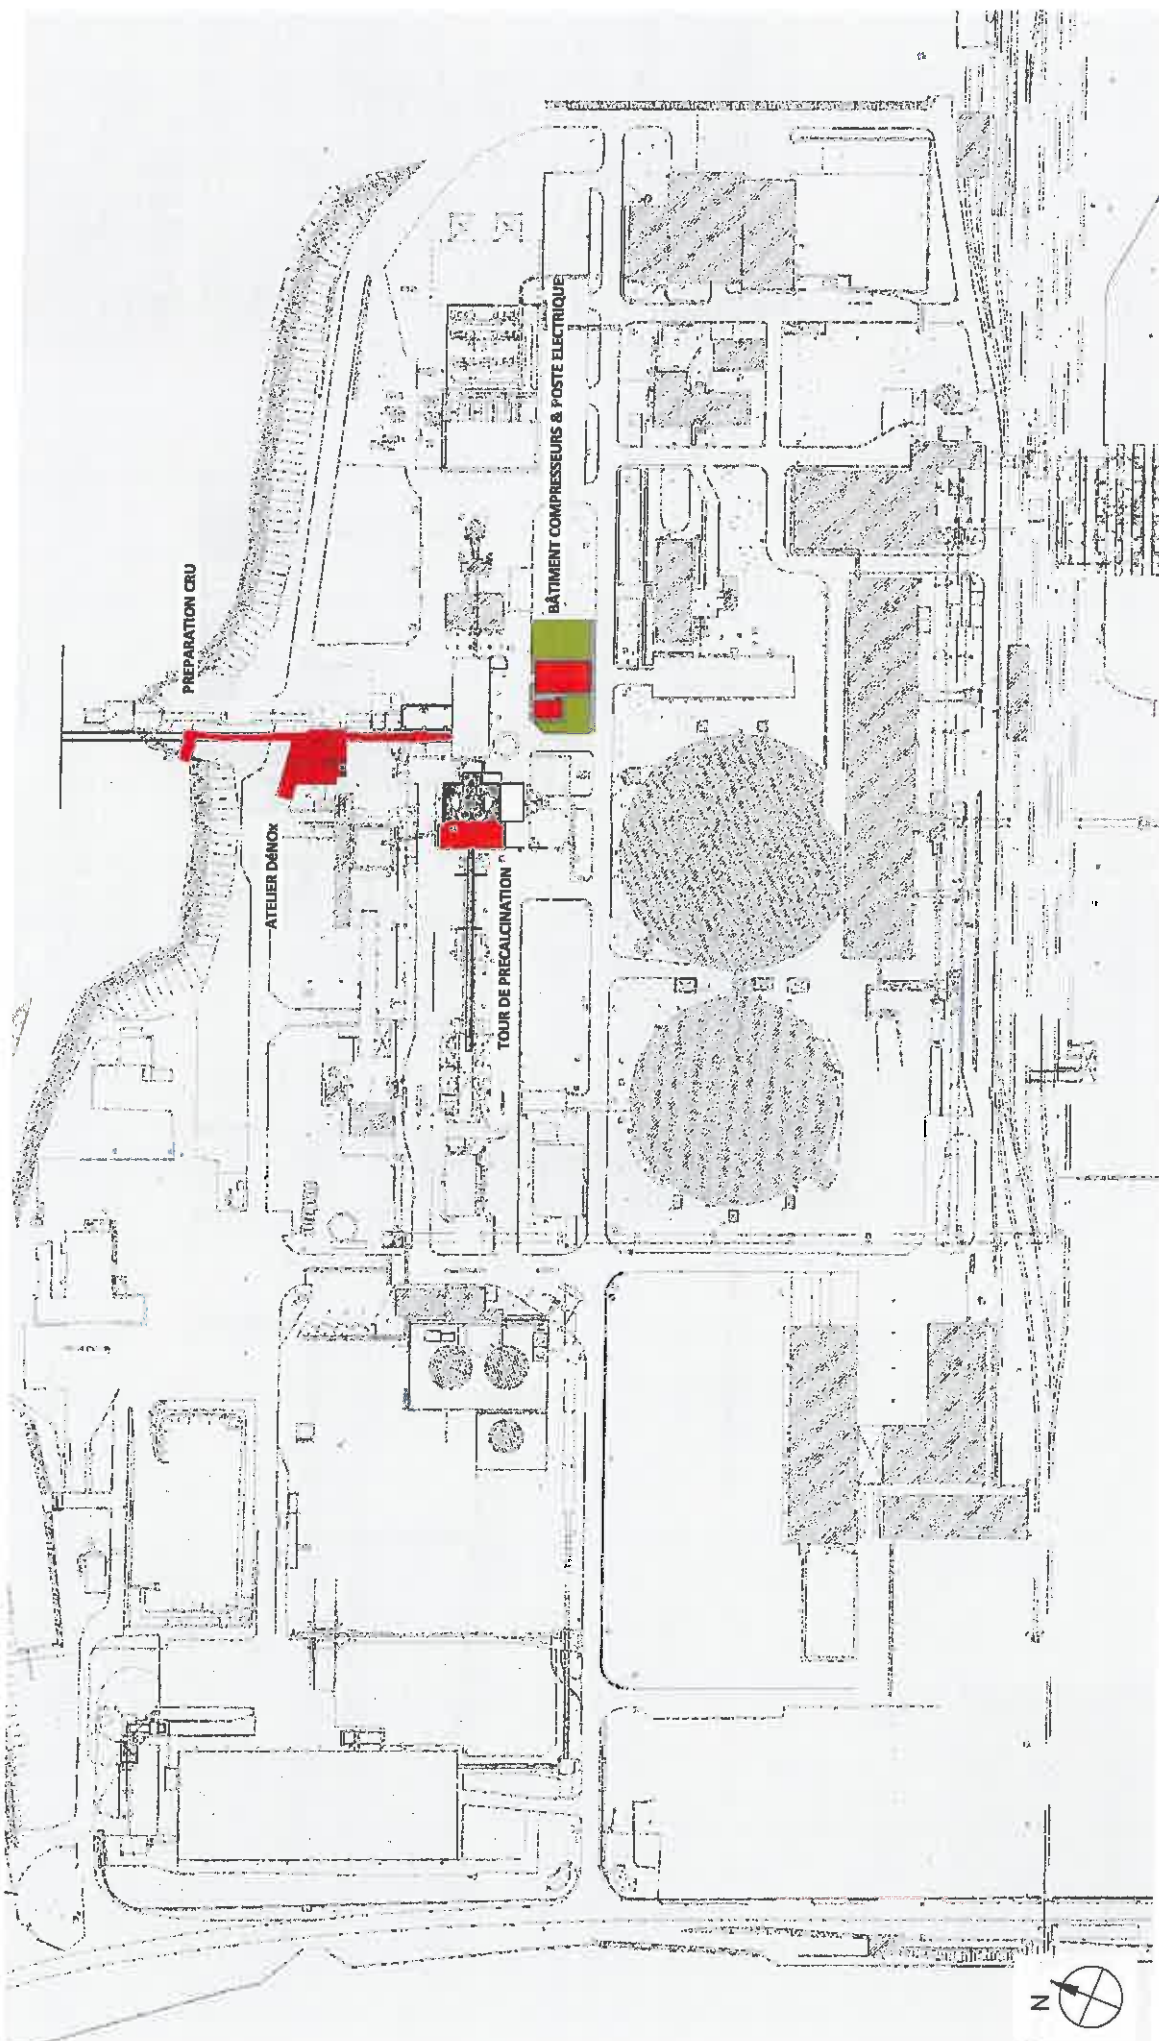 PREPARATION CRU
ATELIER DéNOx
TOUR DE PRECALCINATION
BÂTIMENT COMPRESSEURS & POSTE ELECTRIQUE
N